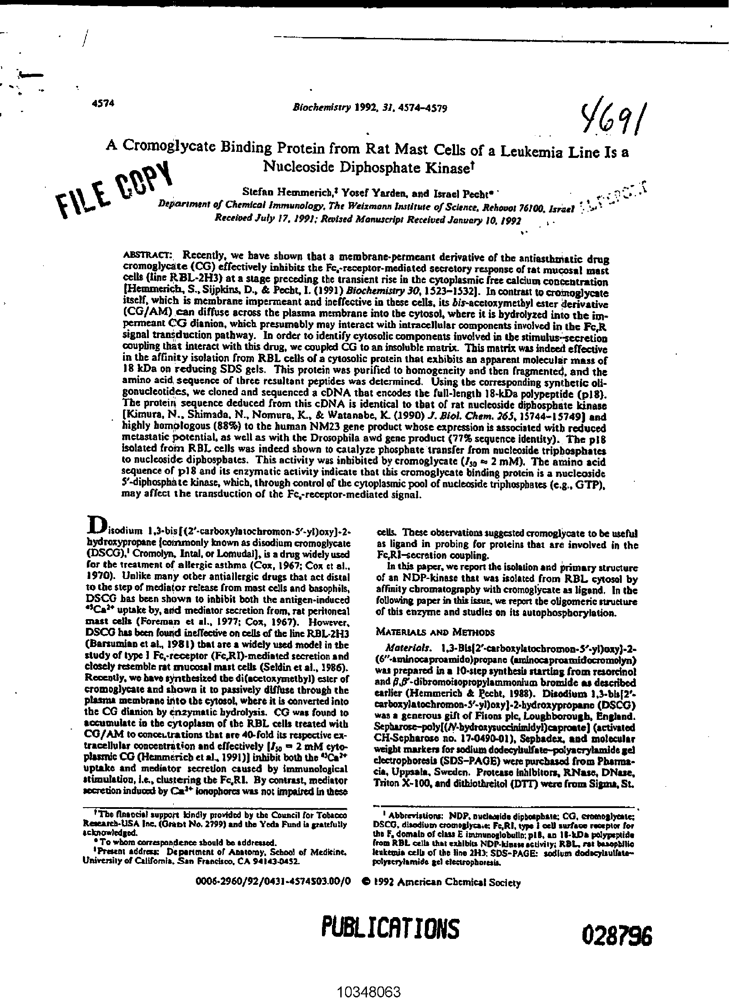 4574
Biochemistry 1992, 31, 4574-4579
4691
A Cromoglycate Binding Protein from Rat Mast Cells of a Leukemia Line Is a
Nucleoside Diphosphate Kinase†
FILE COPY
Stefan Hemmerich,‡ Yosef Yarden, and Israel Pecht*
Department of Chemical Immunology, The Weizmann Institute of Science, Rehovot 76100, Israel
Received July 17, 1991; Revised Manuscript Received January 10, 1992
ABSTRACT: Recently, we have shown that a membrane-permeant derivative of the antiasthmatic drug
cromoglycate (CG) effectively inhibits the Fcε-receptor-mediated secretory response of rat mucosal mast
cells (line RBL-2H3) at a stage preceding the transient rise in the cytoplasmic free calcium concentration
[Hemmerich, S., Sijpkins, D., & Pecht, I. (1991) Biochemistry 30, 1523-1532]. In contrast to cromoglycate
itself, which is membrane impermeant and ineffective in these cells, its bis-acetoxymethyl ester derivative
(CG/AM) can diffuse across the plasma membrane into the cytosol, where it is hydrolyzed into the im-
permeant CG dianion, which presumably may interact with intracellular components involved in the FcεR
signal transduction pathway. In order to identify cytosolic components involved in the stimulus-secretion
coupling that interact with this drug, we coupled CG to an insoluble matrix. This matrix was indeed effective
in the affinity isolation from RBL cells of a cytosolic protein that exhibits an apparent molecular mass of
18 kDa on reducing SDS gels. This protein was purified to homogeneity and then fragmented, and the
amino acid sequence of three resultant peptides was determined. Using the corresponding synthetic oli-
gonucleotides, we cloned and sequenced a cDNA that encodes the full-length 18-kDa polypeptide (p18).
The protein sequence deduced from this cDNA is identical to that of rat nucleoside diphosphate kinase
[Kimura, N., Shimada, N., Nomura, K., & Watanabe, K. (1990) J. Biol. Chem. 265, 15744-15749] and
highly homologous (88%) to the human NM23 gene product whose expression is associated with reduced
metastatic potential, as well as with the Drosophila awd gene product (77% sequence identity). The p18
isolated from RBL cells was indeed shown to catalyze phosphate transfer from nucleoside triphosphates
to nucleoside diphosphates. This activity was inhibited by cromoglycate (I50 ≈ 2 mM). The amino acid
sequence of p18 and its enzymatic activity indicate that this cromoglycate binding protein is a nucleoside
5′-diphosphate kinase, which, through control of the cytoplasmic pool of nucleoside triphosphates (e.g., GTP),
may affect the transduction of the Fcε-receptor-mediated signal.
Disodium 1,3-bis[(2′-carboxylatochromon-5′-yl)oxy]-2-
hydroxypropane [commonly known as disodium cromoglycate
(DSCG),¹ Cromolyn, Intal, or Lomudal], is a drug widely used
for the treatment of allergic asthma (Cox, 1967; Cox et al.,
1970). Unlike many other antiallergic drugs that act distal
to the step of mediator release from mast cells and basophils,
DSCG has been shown to inhibit both the antigen-induced
⁴⁵Ca²⁺ uptake by, and mediator secretion from, rat peritoneal
mast cells (Foreman et al., 1977; Cox, 1967). However,
DSCG has been found ineffective on cells of the line RBL-2H3
(Barsumian et al., 1981) that are a widely used model in the
study of type I Fcε-receptor (FcεRI)-mediated secretion and
closely resemble rat mucosal mast cells (Seldin et al., 1986).
Recently, we have synthesized the di(acetoxymethyl) ester of
cromoglycate and shown it to passively diffuse through the
plasma membrane into the cytosol, where it is converted into
the CG dianion by enzymatic hydrolysis. CG was found to
accumulate in the cytoplasm of the RBL cells treated with
CG/AM to concentrations that are 40-fold its respective ex-
tracellular concentration and effectively [I50 = 2 mM cyto-
plasmic CG (Hemmerich et al., 1991)] inhibit both the ⁴⁵Ca²⁺
uptake and mediator secretion caused by immunological
stimulation, i.e., clustering the FcεRI. By contrast, mediator
secretion induced by Ca²⁺ ionophores was not impaired in these
†The financial support kindly provided by the Council for Tobacco
Research-USA Inc. (Grant No. 2799) and the Yeda Fund is gratefully
acknowledged.
* To whom correspondence should be addressed.
‡Present address: Department of Anatomy, School of Medicine,
University of California, San Francisco, CA 94143-0452.
cells. These observations suggested cromoglycate to be useful
as ligand in probing for proteins that are involved in the
FcεRI-secretion coupling.
In this paper, we report the isolation and primary structure
of an NDP-kinase that was isolated from RBL cytosol by
affinity chromatography with cromoglycate as ligand. In the
following paper in this issue, we report the oligomeric structure
of this enzyme and studies on its autophosphorylation.
MATERIALS AND METHODS
Materials. 1,3-Bis[2′-carboxylatochromon-5′-yl)oxy]-2-
(6″-aminocaproamido)propane (aminocaproamidocromolyn)
was prepared in a 10-step synthesis starting from resorcinol
and β,β′-dibromoisopropylammonium bromide as described
earlier (Hemmerich & Pecht, 1988). Disodium 1,3-bis[2′-
carboxylatochromon-5′-yl)oxy]-2-hydroxypropane (DSCG)
was a generous gift of Fisons plc, Loughborough, England.
Sepharose-poly[(N-hydroxysuccinimidyl)caproate] (activated
CH-Sepharose no. 17-0490-01), Sephadex, and molecular
weight markers for sodium dodecylsulfate-polyacrylamide gel
electrophoresis (SDS-PAGE) were purchased from Pharma-
cia, Uppsala, Sweden. Protease inhibitors, RNase, DNase,
Triton X-100, and dithiothreitol (DTT) were from Sigma, St.
¹ Abbreviations: NDP, nucleoside diphosphate; CG, cromoglycate;
DSCG, disodium cromoglycate; FcεRI, type I cell surface receptor for
the Fc domain of class E immunoglobulin; p18, an 18-kDa polypeptide
from RBL cells that exhibits NDP-kinase activity; RBL, rat basophilic
leukemia cells of the line 2H3; SDS-PAGE: sodium dodecylsulfate-
polyacrylamide gel electrophoresis.
0006-2960/92/0431-4574$03.00/0 © 1992 American Chemical Society
PUBLICATIONS
028796
10348063